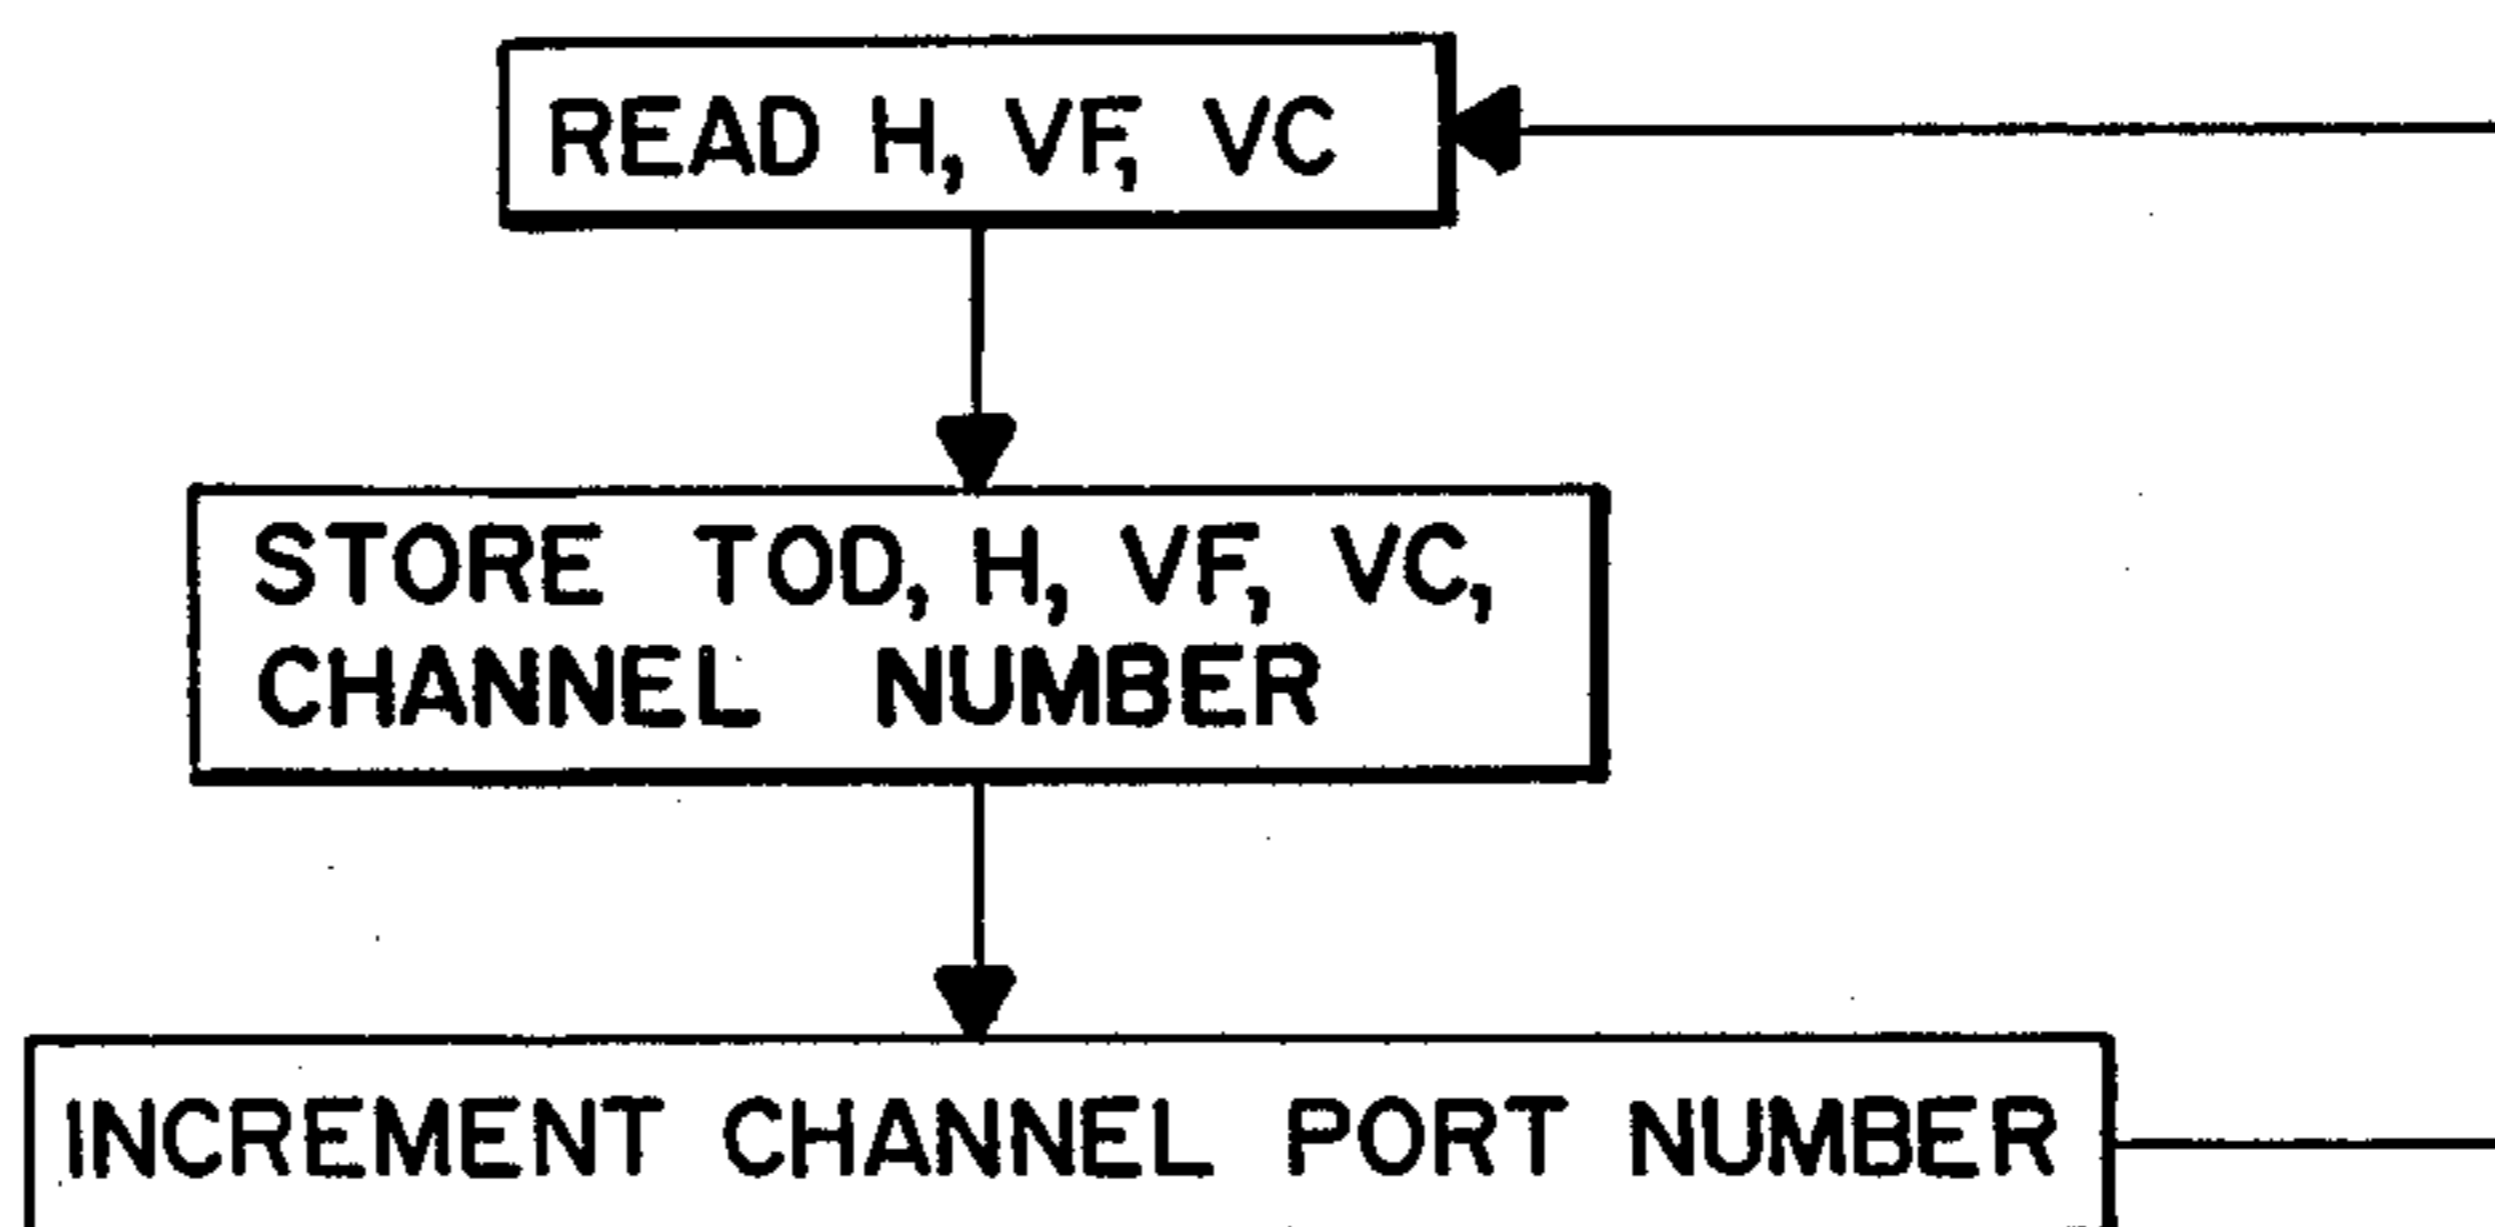 READ H, VF, VC
STORE TOD, H, VF, VC,
CHANNEL NUMBER
INCREMENT CHANNEL PORT NUMBER